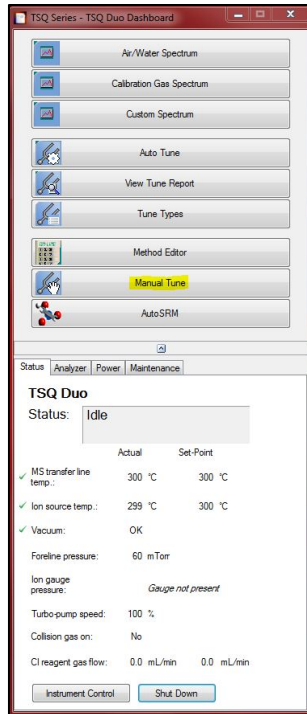 TSQ Series - TSQ Duo Dashboard
Air/Water Spectrum
Calibration Gas Spectrum
Custom Spectrum
Auto Tune
View Tune Report
Tune Types
Method Editor
Manual Tune
AutoSRM
Status Analyzer Power Maintenance
TSQ Duo
Status: Idle
Actual Set-Point
MS transfer line
temp.: 300 °C 300 °C
Ion source temp.: 299 °C 300 °C
Vacuum: OK
Foreline pressure: 60 mTorr
Ion gauge
pressure: Gauge not present
Turbo-pump speed: 100 %
Collision gas on: No
CI reagent gas flow: 0.0 mL/min 0.0 mL/min
Instrument Control Shut Down